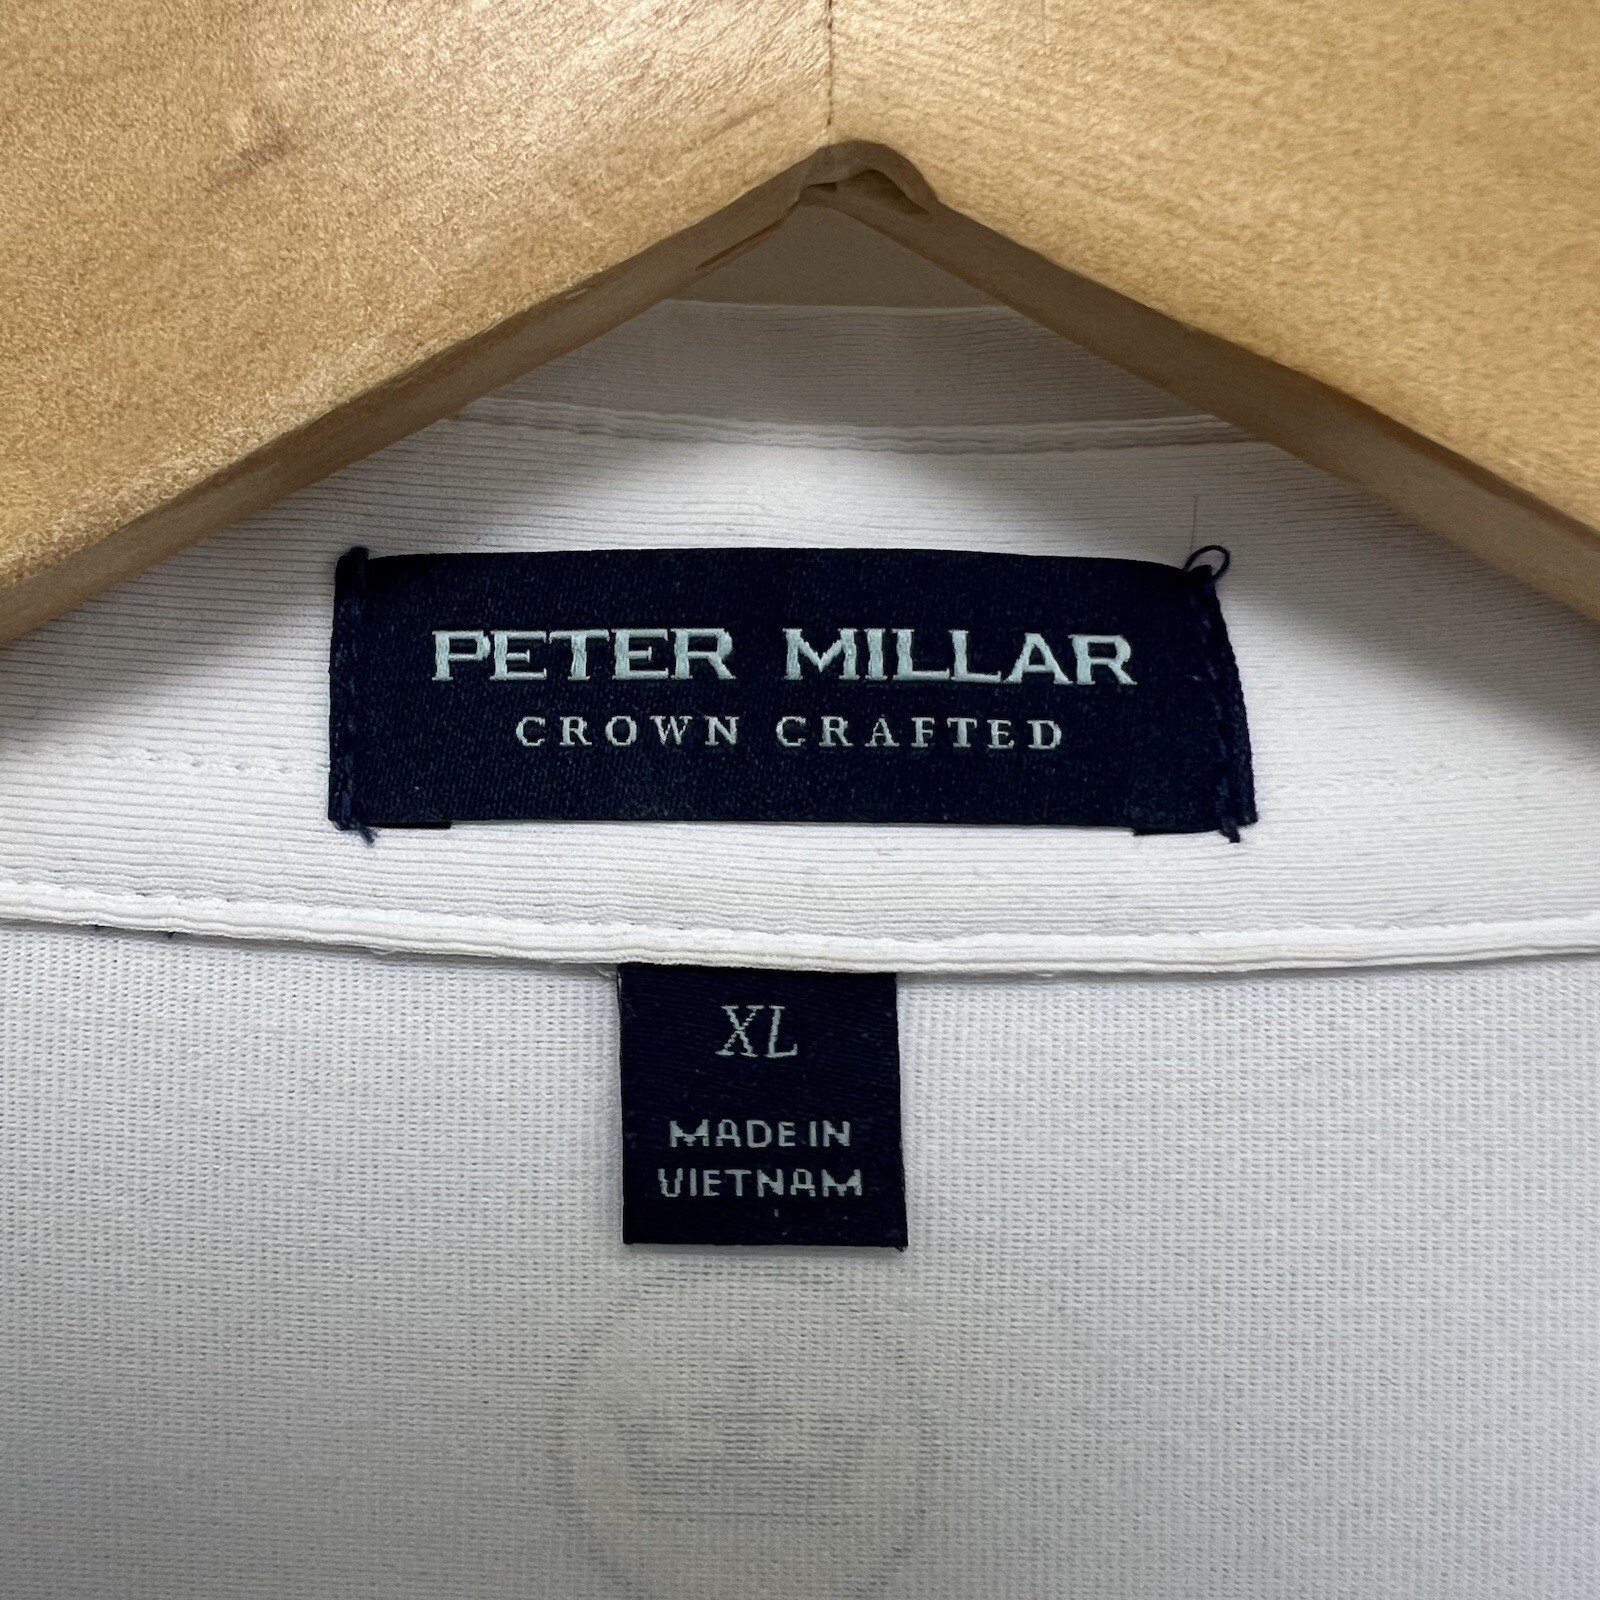 PETER MILLAR
CROWN CRAFTED
XL
MADE IN
VIETNAM